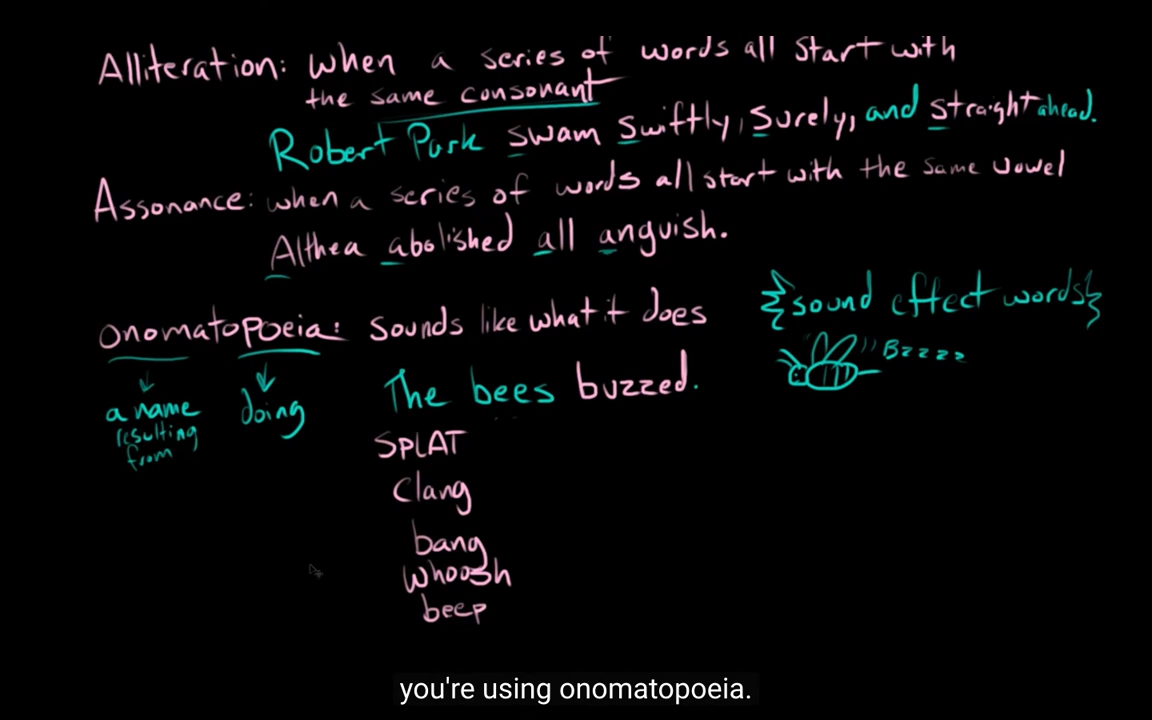 Alliteration: when a series of words all start with
the same consonant
Robert Park swam swiftly, surely, and straight ahead.
Assonance: when a series of words all start with the same vowel
Althea abolished all anguish.
onomatopoeia: sounds like what it does
sound effect words
Bzzzz
The bees buzzed.
a name
resulting
from
doing
SPLAT
Clang
bang
whoosh
beep
you're using onomatopoeia.